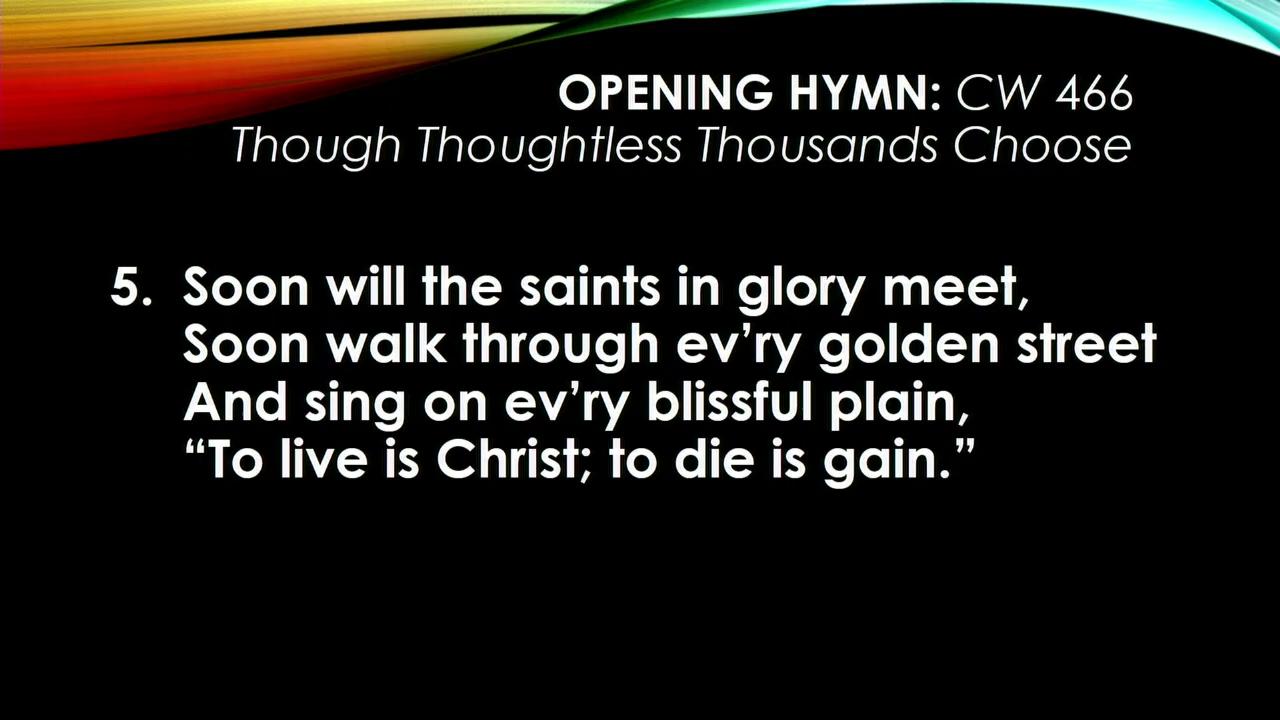 OPENING HYMN: CW 466
Though Thoughtless Thousands Choose
5. Soon will the saints in glory meet,
Soon walk through ev’ry golden street
And sing on ev’ry blissful plain,
“To live is Christ; to die is gain.”